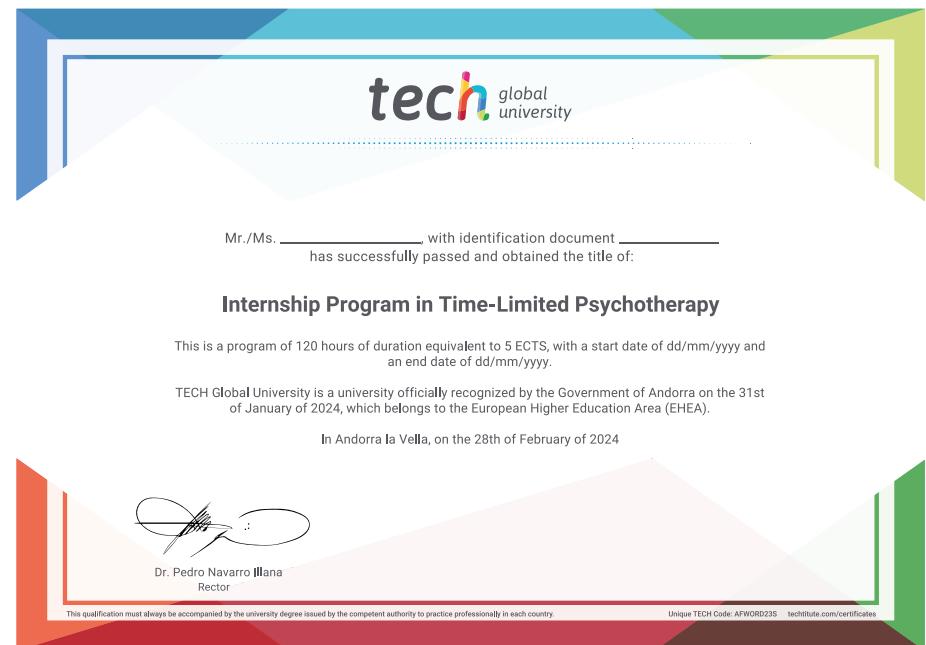 tech global university
Mr./Ms. ____________________, with identification document ______________
has successfully passed and obtained the title of:
Internship Program in Time-Limited Psychotherapy
This is a program of 120 hours of duration equivalent to 5 ECTS, with a start date of dd/mm/yyyy and
an end date of dd/mm/yyyy.
TECH Global University is a university officially recognized by the Government of Andorra on the 31st
of January of 2024, which belongs to the European Higher Education Area (EHEA).
In Andorra la Vella, on the 28th of February of 2024
Dr. Pedro Navarro Illana
Rector
This qualification must always be accompanied by the university degree issued by the competent authority to practice professionally in each country. Unique TECH Code: AFWORD23S techtitute.com/certificates